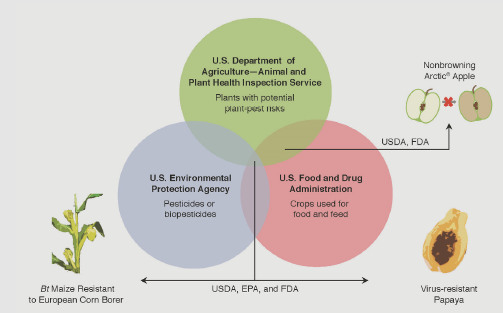 U.S. Department of
Agriculture—Animal and
Plant Health Inspection Service
Plants with potential
plant-pest risks
Nonbrowning
Arctic® Apple
USDA, FDA
U.S. Environmental
Protection Agency
Pesticides or
biopesticides
U.S. Food and Drug
Administration
Crops used for
food and feed
Bt Maize Resistant
to European Corn Borer
USDA, EPA, and FDA
Virus-resistant
Papaya